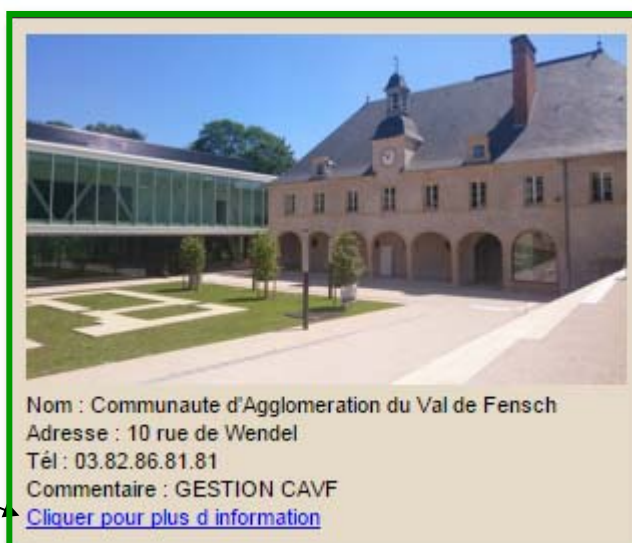 Nom : Communaute d'Agglomeration du Val de Fensch
Adresse : 10 rue de Wendel
Tél : 03.82.86.81.81
Commentaire : GESTION CAVF
Cliquer pour plus d information